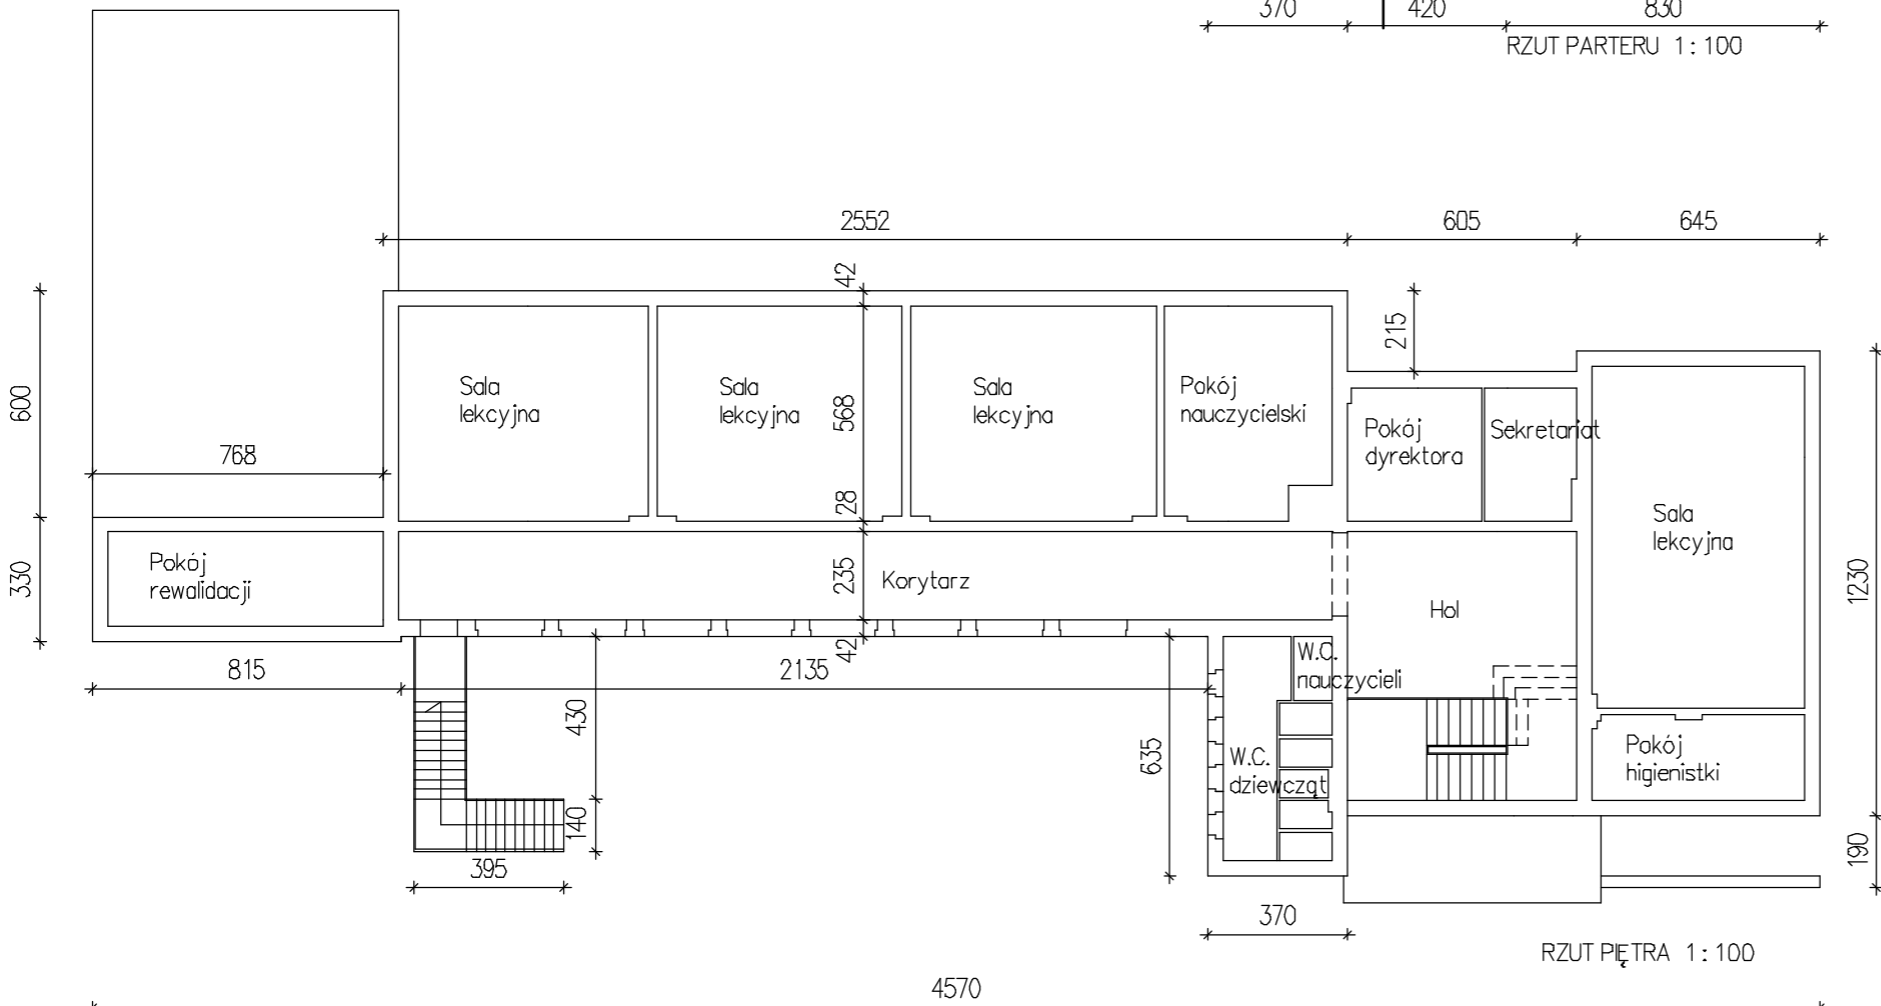 370
420
830
RZUT PARTERU 1:100
2552
605
645
42
215
600
568
Sala
lekcyjna
Sala
lekcyjna
Sala
lekcyjna
Pokój
nauczycielski
Pokój
dyrektora
Sekretariat
768
28
Sala
lekcyjna
330
Pokój
rewalidacji
235
Korytarz
Hol
1230
815
2135
42
W.C.
nauczycieli
430
635
W.C.
dziewcząt
Pokój
higienistki
140
395
190
370
RZUT PIĘTRA 1:100
4570